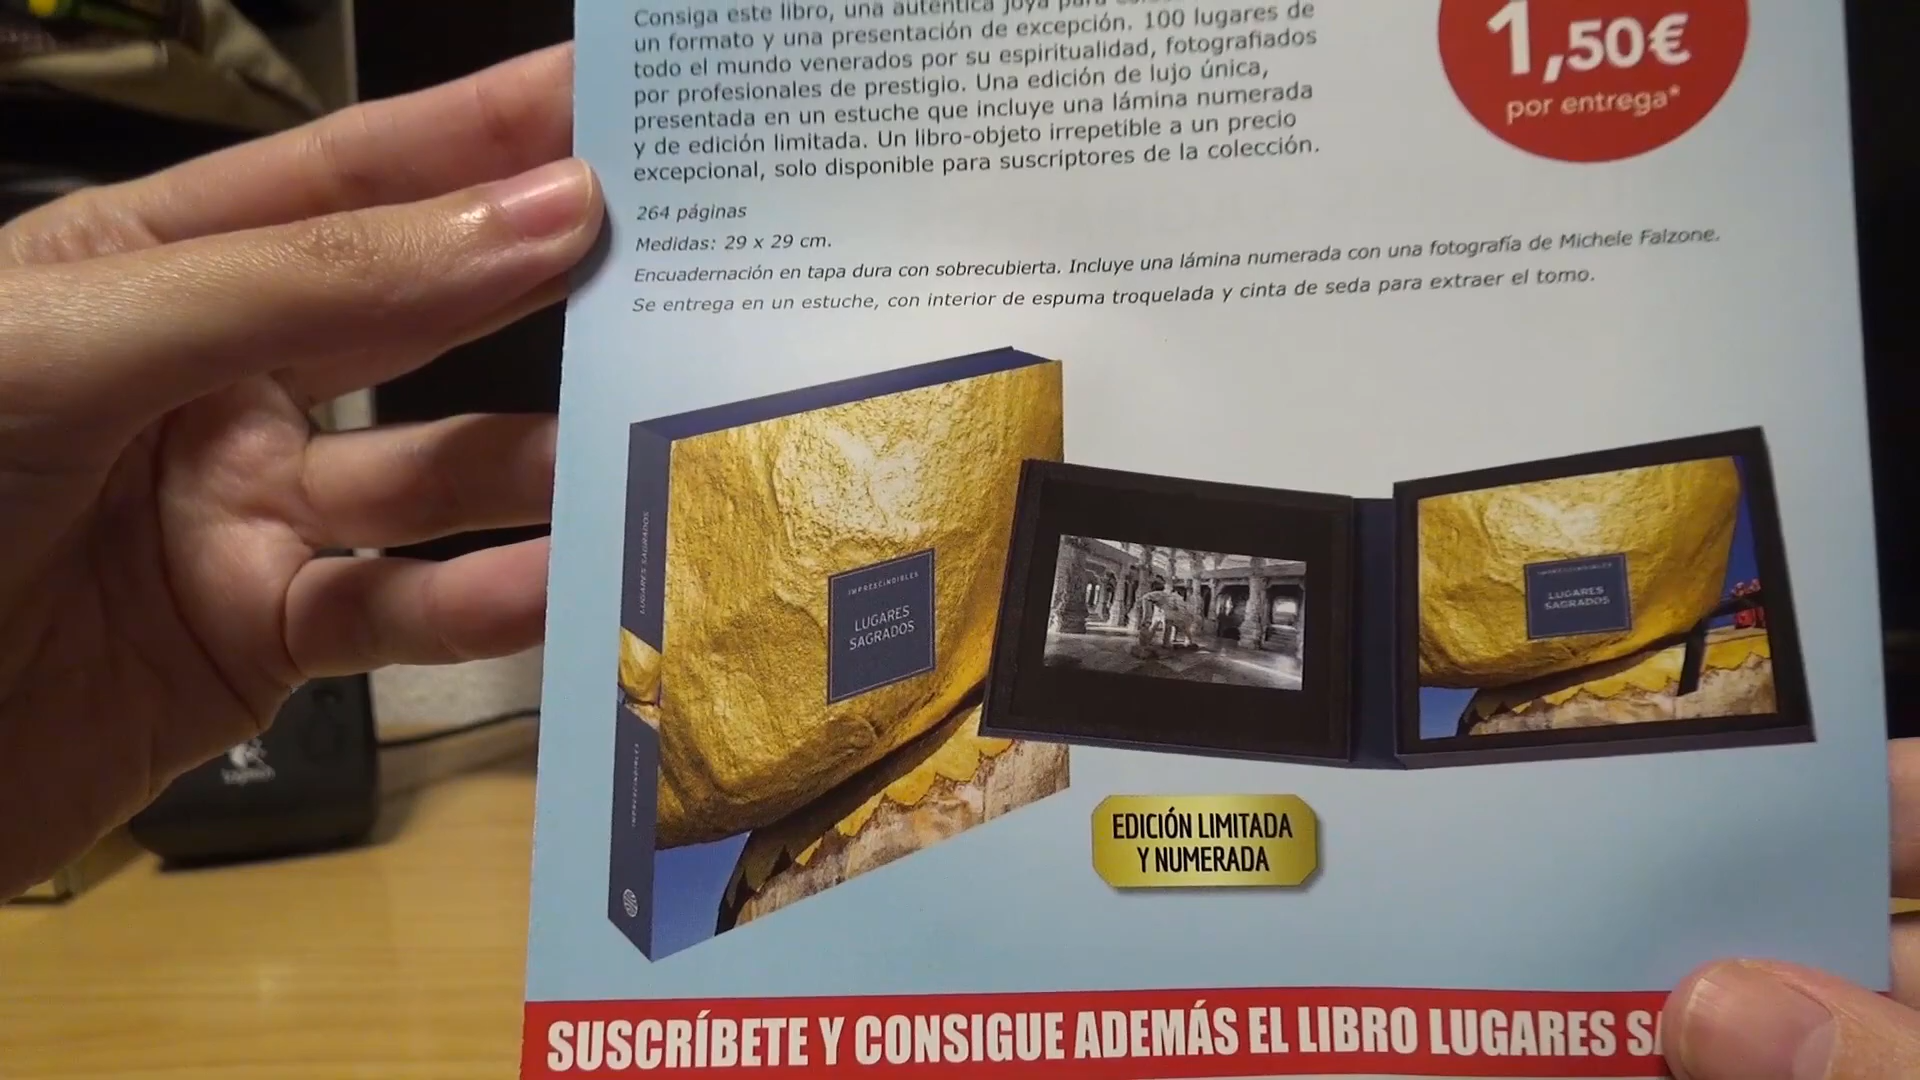 Consiga este libro, una auténtica joya para
un formato y una presentación de excepción. 100 lugares de
todo el mundo venerados por su espiritualidad, fotografiados
por profesionales de prestigio. Una edición de lujo única,
presentada en un estuche que incluye una lámina numerada
y de edición limitada. Un libro-objeto irrepetible a un precio
excepcional, solo disponible para suscriptores de la colección.
1,50€
por entrega*
264 páginas
Medidas: 29 x 29 cm.
Encuadernación en tapa dura con sobrecubierta. Incluye una lámina numerada con una fotografía de Michele Falzone.
Se entrega en un estuche, con interior de espuma troquelada y cinta de seda para extraer el tomo.
LUGARES SAGRADOS
IMPRESCINDIBLES
IMPRESCINDIBLES
LUGARES
SAGRADOS
IMPRESCINDIBLES
LUGARES
SAGRADOS
EDICIÓN LIMITADA
Y NUMERADA
SUSCRÍBETE Y CONSIGUE ADEMÁS EL LIBRO LUGARES